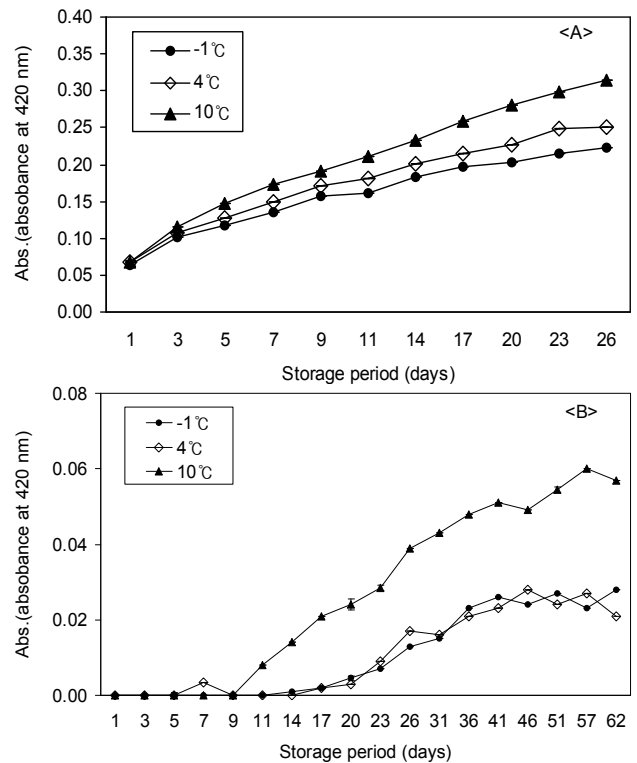 <A>
-1℃
4℃
10℃
0.40
0.35
0.30
0.25
0.20
0.15
0.10
0.05
0.00
Abs.(absobance at 420 nm)
1 3 5 7 9 11 14 17 20 23 26
Storage period (days)
<B>
-1℃
4℃
10℃
0.08
0.06
0.04
0.02
0.00
Abs.(absobance at 420 nm)
1 3 5 7 9 11 14 17 20 23 26 31 36 41 46 51 57 62
Storage period (days)